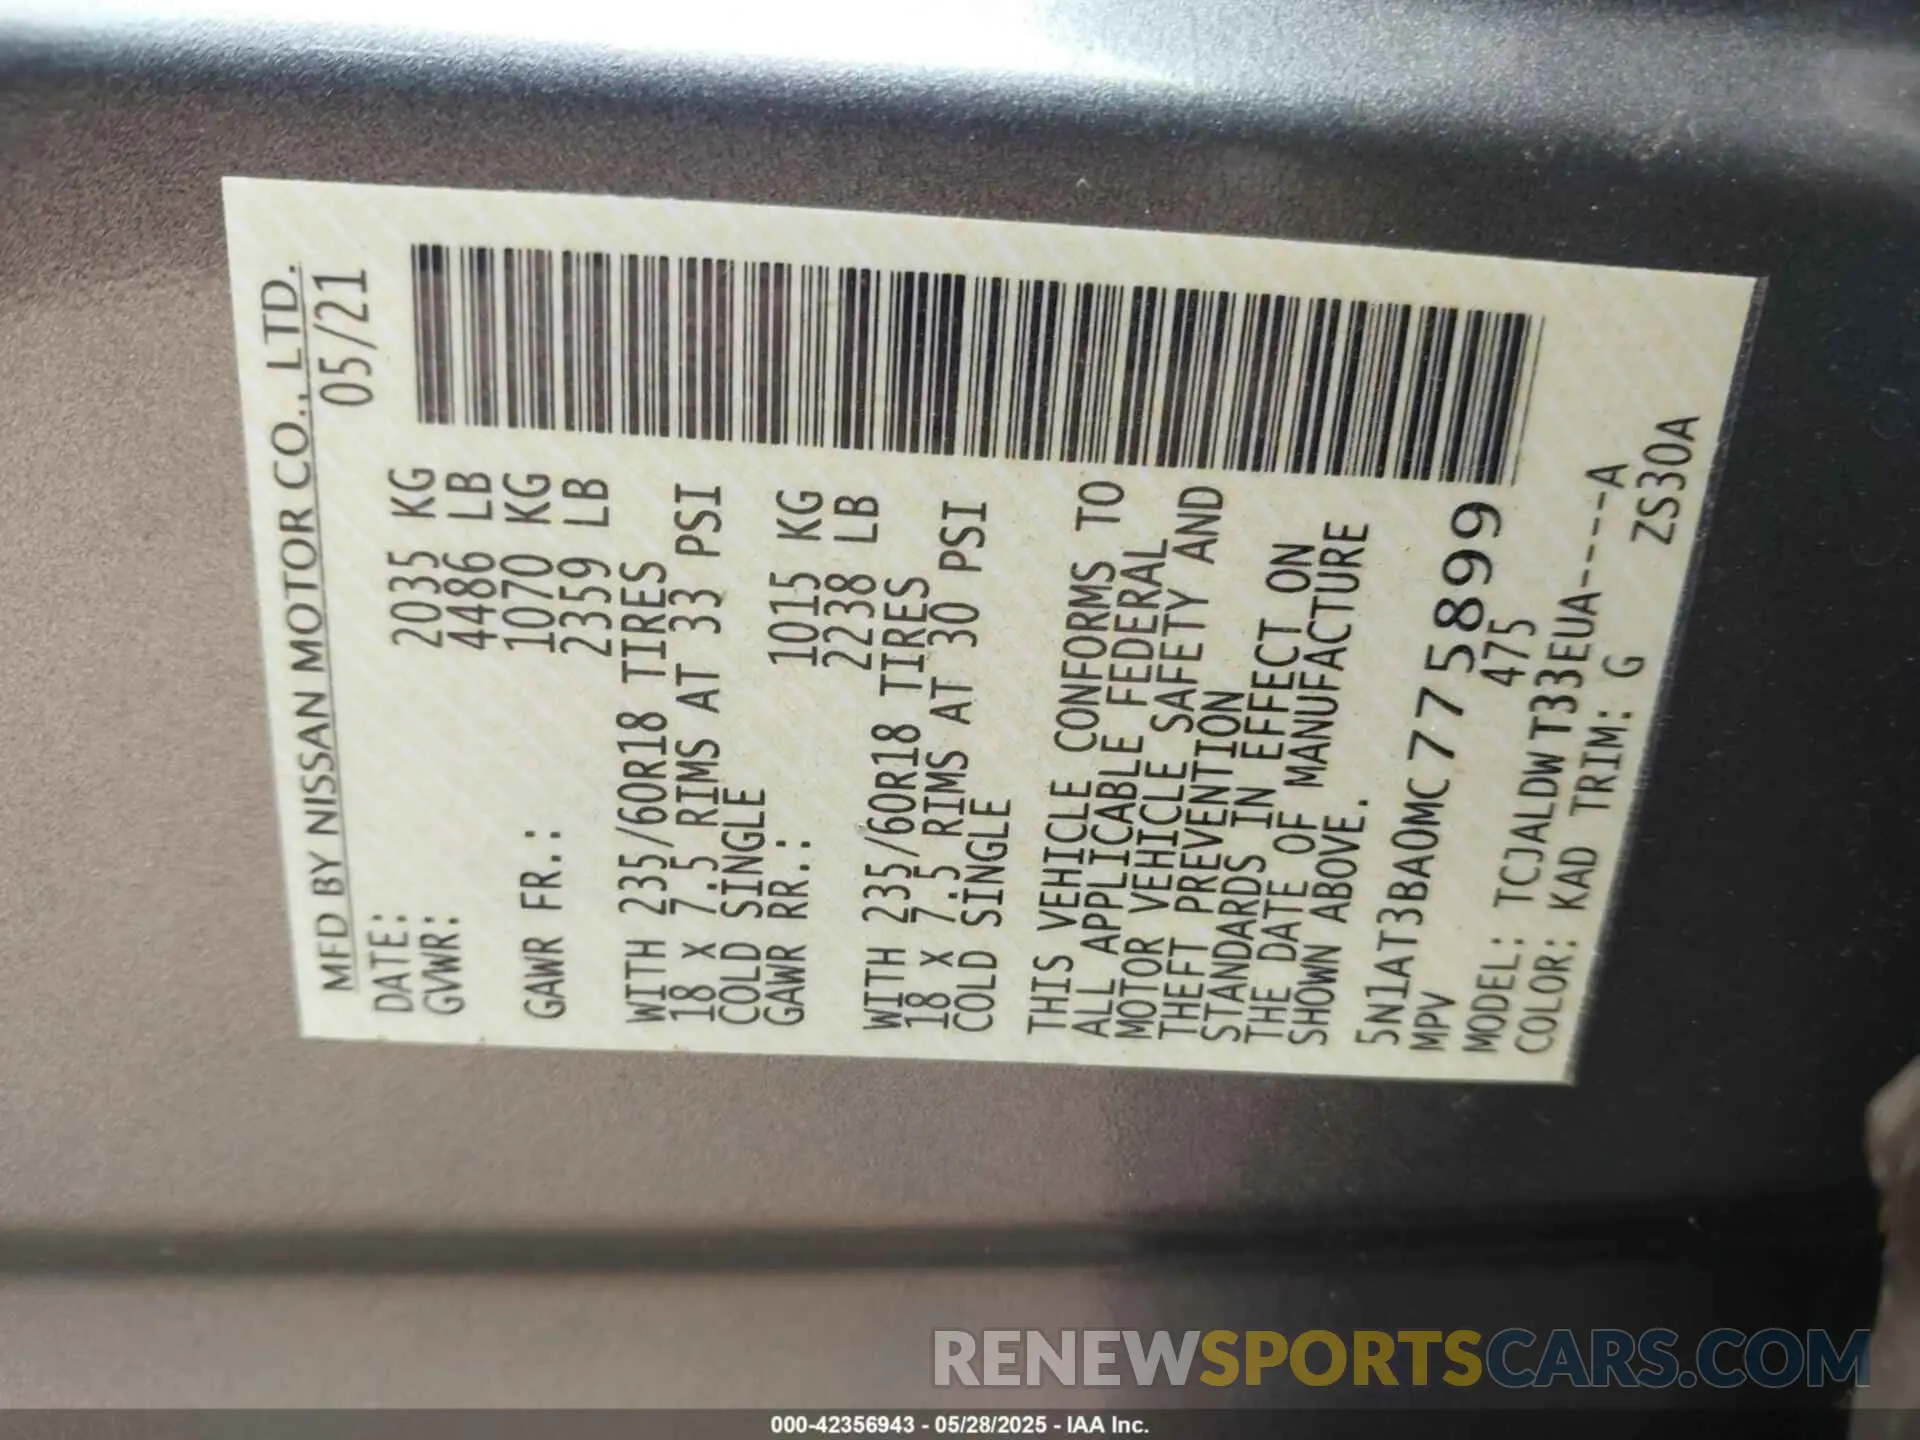 MFD BY NISSAN MOTOR CO., LTD.
DATE: 05/21
GVWR: 2035 KG
4486 LB
GAWR FR.: 1070 KG
2359 LB
WITH 235/60R18 TIRES
18 X 7.5 RIMS AT 33 PSI
COLD SINGLE
GAWR RR.: 1015 KG
2238 LB
WITH 235/60R18 TIRES
18 X 7.5 RIMS AT 30 PSI
COLD SINGLE
THIS VEHICLE CONFORMS TO
ALL APPLICABLE FEDERAL
MOTOR VEHICLE SAFETY AND
THEFT PREVENTION
STANDARDS IN EFFECT ON
THE DATE OF MANUFACTURE
SHOWN ABOVE.
5N1AT3BA0MC775899
MPV 475
MODEL: TCJALDWT33EUA----A
COLOR: KAD TRIM: G ZS30A
RENEWSPORTSCARS.COM
000-42356943 - 05/28/2025 - IAA Inc.